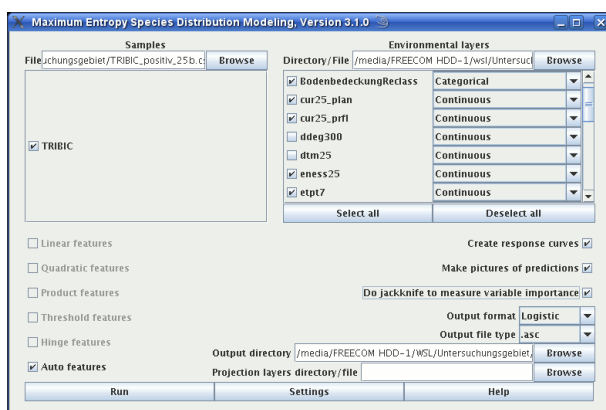 Maximum Entropy Species Distribution Modeling, Version 3.1.0
Samples
File uchungsgebiet/TRIBIC_positiv_25b.c Browse
TRIBIC
Environmental layers
Directory/File /media/FREECOM HDD-1/wsl/Untersuc Browse
BodenbedeckungReclass Categorical
cur25_plan Continuous
cur25_prfl Continuous
ddeg300 Continuous
dtm25 Continuous
eness25 Continuous
etpt7 Continuous
Select all Deselect all
Linear features
Quadratic features
Product features
Threshold features
Hinge features
Auto features
Create response curves
Make pictures of predictions
Do jackknife to measure variable importance
Output format Logistic
Output file type .asc
Output directory /media/FREECOM HDD-1/WSL/Untersuchungsgebiet, Browse
Projection layers directory/file Browse
Run Settings Help